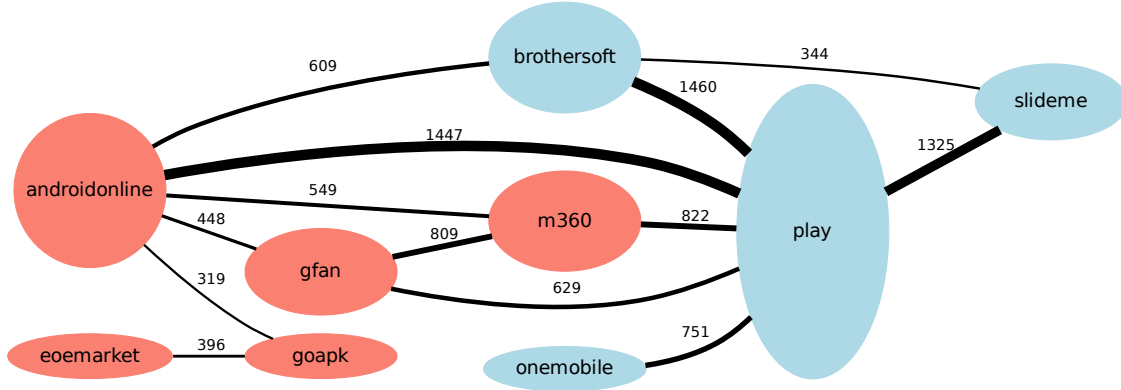 brothersoft
344
609
1460
slideme
1447
1325
androidonline
549
m360
822
play
448
809
gfan
319
629
751
eoemarket
396
goapk
onemobile